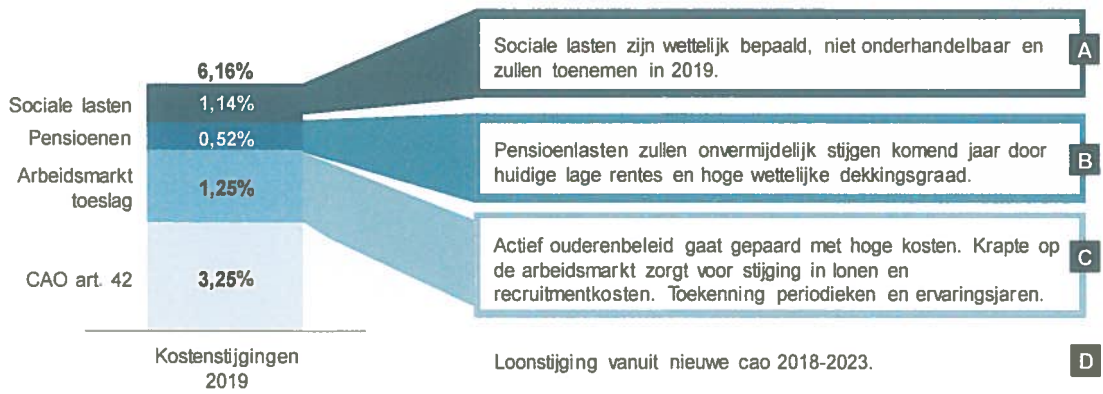 6,16%
Sociale lasten 1,14%
Pensioenen 0,52%
Arbeidsmarkt
toeslag
1,25%
CAO art. 42 3,25%
Kostenstijgingen
2019
Sociale lasten zijn wettelijk bepaald, niet onderhandelbaar en
zullen toenemen in 2019.
A
Pensioenlasten zullen onvermijdelijk stijgen komend jaar door
huidige lage rentes en hoge wettelijke dekkingsgraad.
B
Actief ouderenbeleid gaat gepaard met hoge kosten. Krapte op
de arbeidsmarkt zorgt voor stijging in lonen en
recruitmentkosten. Toekenning periodieken en ervaringsjaren.
C
Loonstijging vanuit nieuwe cao 2018-2023.
D